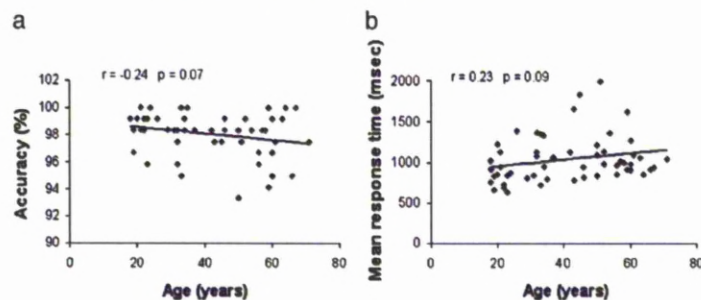 a
r = -0.24 p = 0.07
102
100
98
96
94
92
90
Accuracy (%)
0 20 40 60 80
Age (years)
b
r = 0.23 p = 0.09
2000
1500
1000
500
0
Mean response time (msec)
0 20 40 60 80
Age (years)